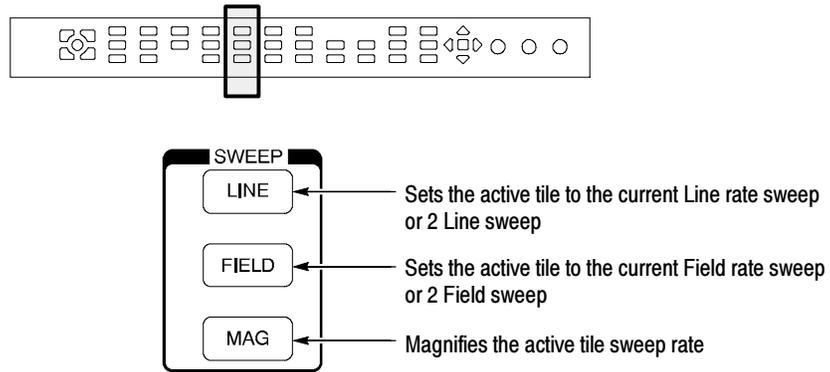 SWEEP
LINE
Sets the active tile to the current Line rate sweep
or 2 Line sweep
FIELD
Sets the active tile to the current Field rate sweep
or 2 Field sweep
MAG
Magnifies the active tile sweep rate